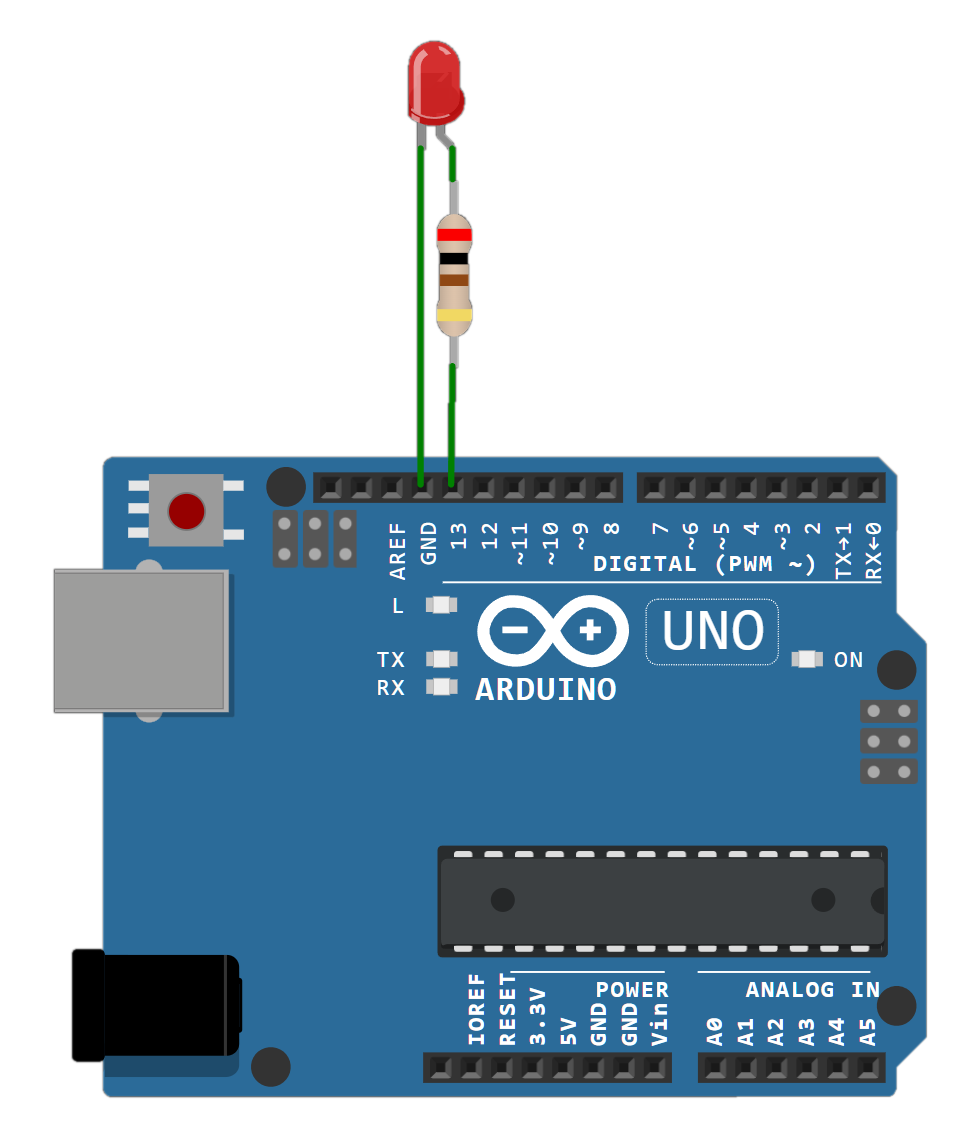 AREF
GND
13
12
~11
~10
~9
8
7
~6
~5
4
~3
2
TX→1
RX←0
DIGITAL (PWM ~)
L
TX
RX
ARDUINO
UNO
ON
POWER
ANALOG IN
IOREF
RESET
3.3V
5V
GND
GND
Vin
A0
A1
A2
A3
A4
A5